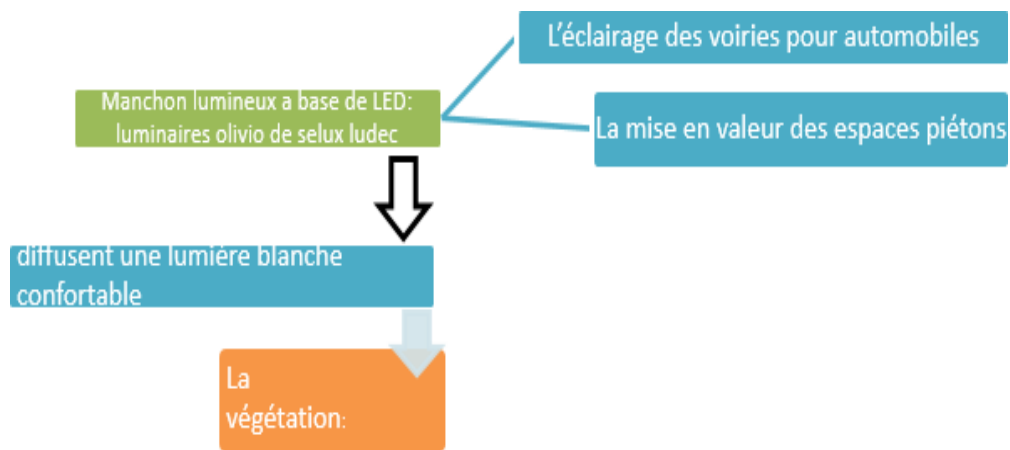 L'éclairage des voiries pour automobiles
Manchon lumineux a base de LED:
luminaires olivio de selux ludec
La mise en valeur des espaces piétons
diffusent une lumiére blanche
confortable
La
végétation: